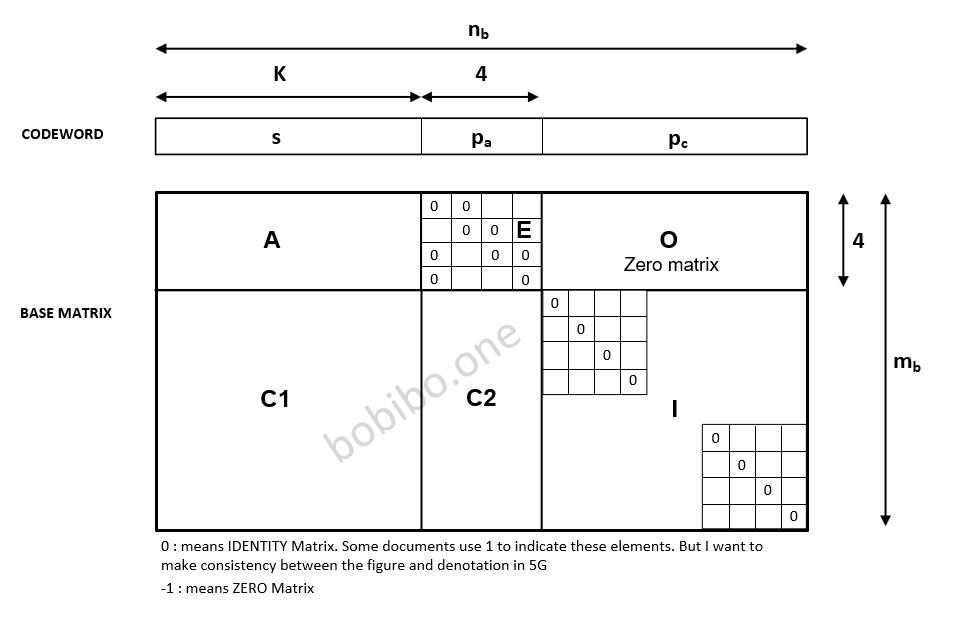 n_b
K 4
CODEWORD s p_a p_c
0 0
A 0 0 E O 4
0 0 0 Zero matrix
0 0
BASE MATRIX 0
0
0
0
m_b
C1 C2 I
bobibo.one
0
0
0
0
0 : means IDENTITY Matrix. Some documents use 1 to indicate these elements. But I want to
make consistency between the figure and denotation in 5G
-1 : means ZERO Matrix